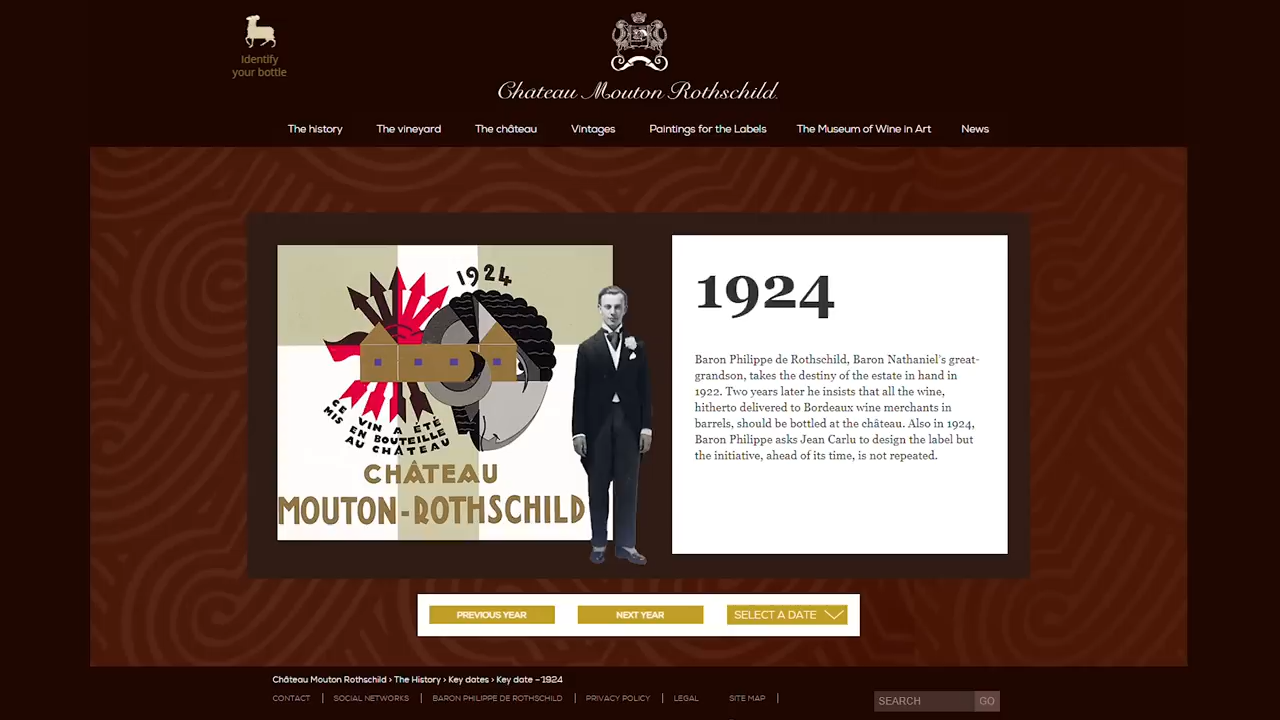 Identify
your bottle
Château Mouton Rothschild
The history
The vineyard
The château
Vintages
Paintings for the Labels
The Museum of Wine in Art
News
1924
CE VIN A ÉTÉ
MIS EN BOUTEILLE
AU CHATEAU
CHÂTEAU
MOUTON-ROTHSCHILD
1924
Baron Philippe de Rothschild, Baron Nathaniel's great-
grandson, takes the destiny of the estate in hand in
1922. Two years later he insists that all the wine,
hitherto delivered to Bordeaux wine merchants in
barrels, should be bottled at the château. Also in 1924,
Baron Philippe asks Jean Carlu to design the label but
the initiative, ahead of its time, is not repeated.
PREVIOUS YEAR
NEXT YEAR
SELECT A DATE
Château Mouton Rothschild › The History › Key dates › Key date –1924
CONTACT | SOCIAL NETWORKS | BARON PHILIPPE DE ROTHSCHILD | PRIVACY POLICY | LEGAL SITE MAP |
SEARCH GO